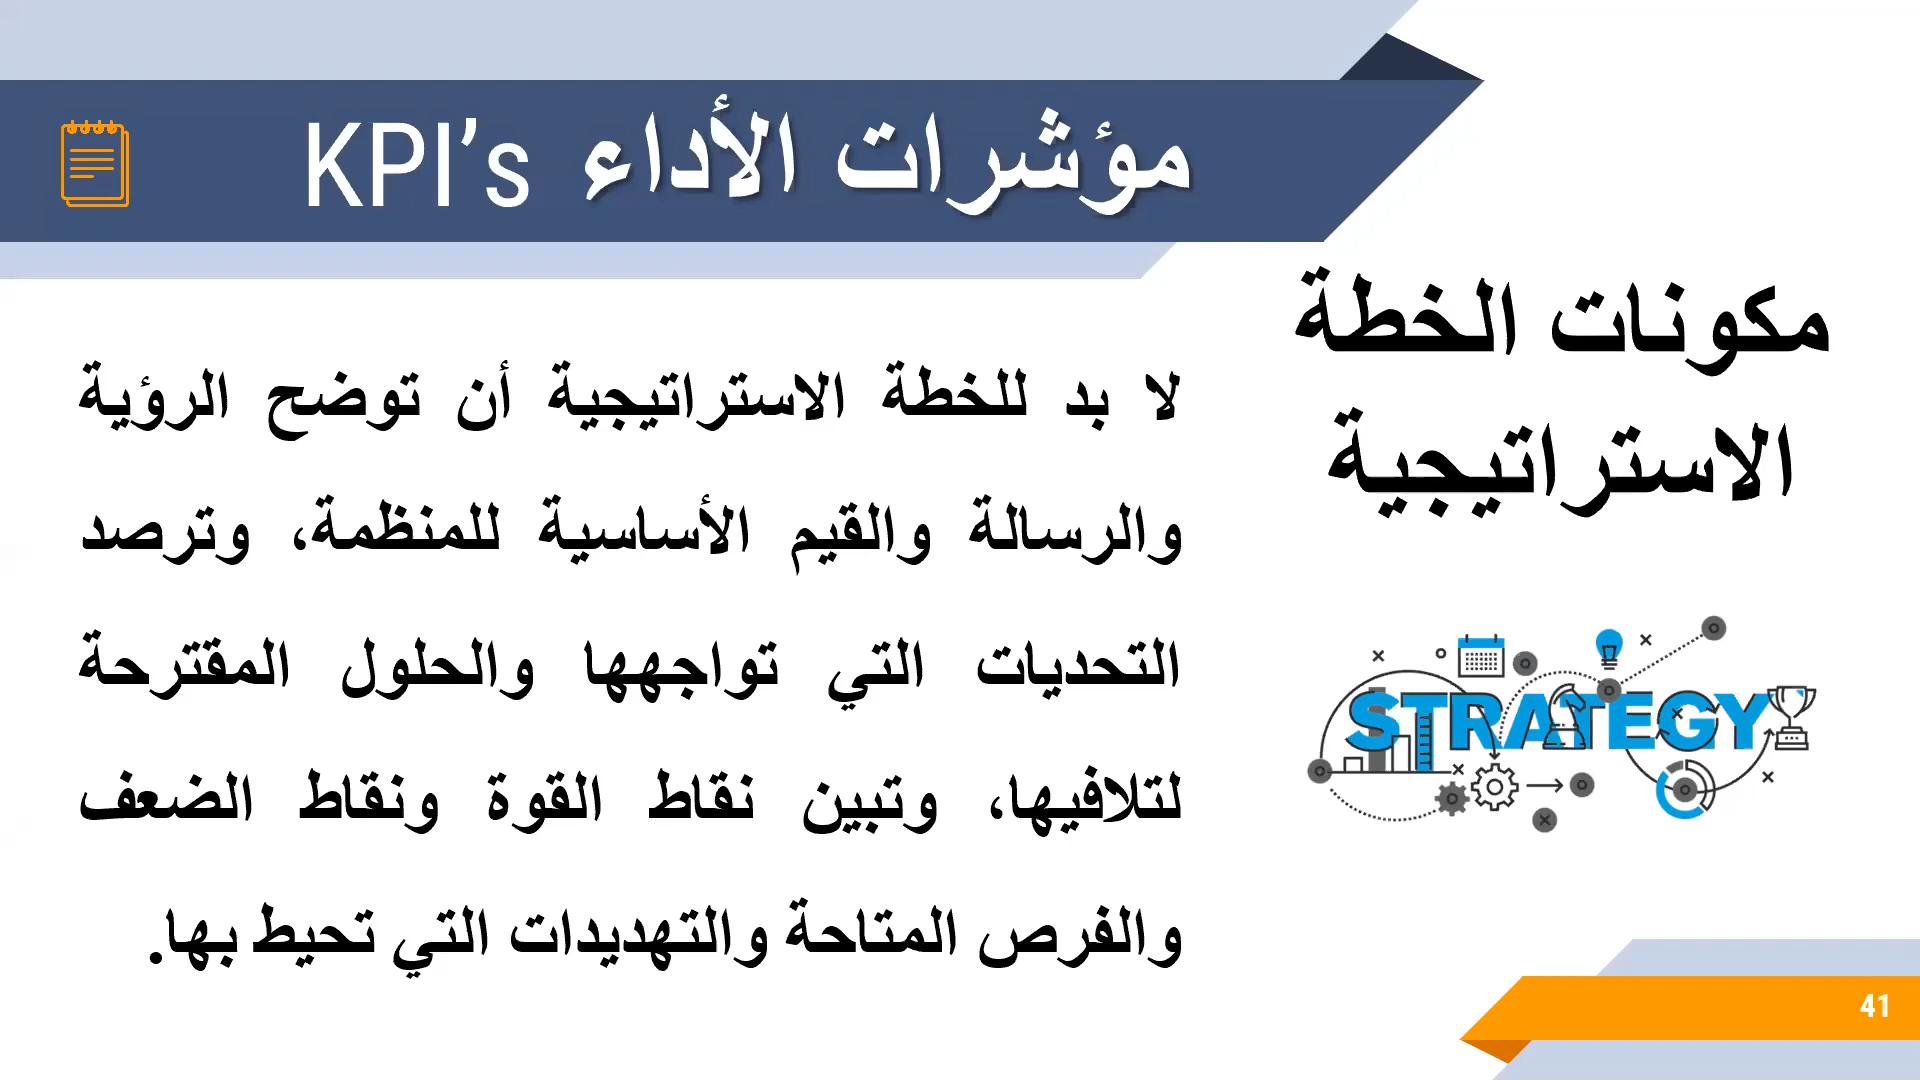 مؤشرات الأداء KPI’s
مكونات الخطة
الاستراتيجية
لا بد للخطة الاستراتيجية أن توضح الرؤية
والرسالة والقيم الأساسية للمنظمة، وترصد
التحديات التي تواجهها والحلول المقترحة
لتلافيها، وتبين نقاط القوة ونقاط الضعف
والفرص المتاحة والتهديدات التي تحيط بها.
STRATEGY
41